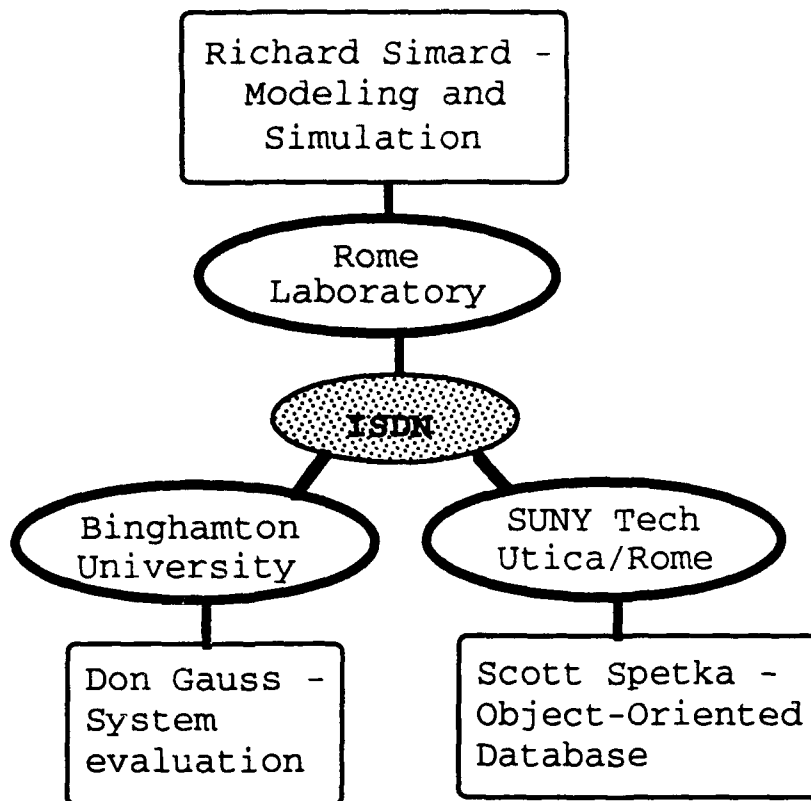 Richard Simard -
Modeling and
Simulation
Rome
Laboratory
ISDN
Binghamton
University
SUNY Tech
Utica/Rome
Don Gauss -
System
evaluation
Scott Spetka -
Object-Oriented
Database